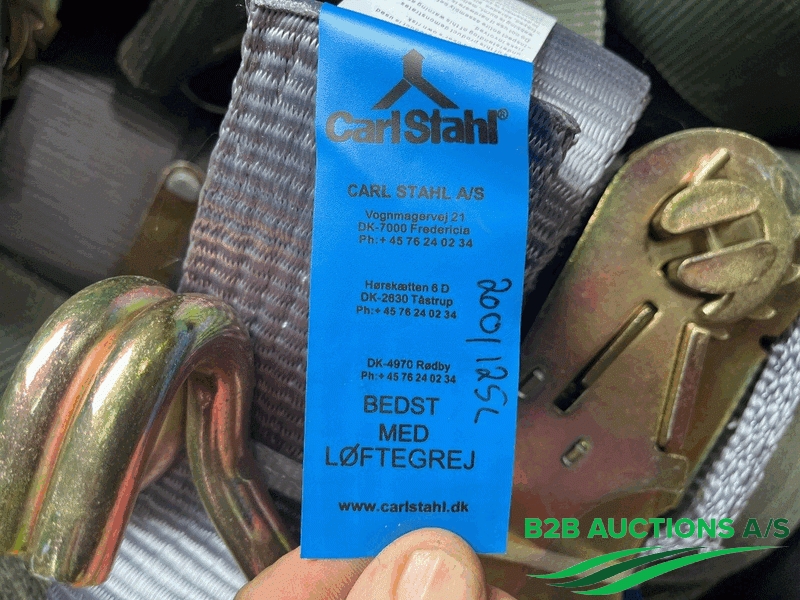 Carl Stahl®
CARL STAHL A/S
Vognmagervej 21
DK-7000 Fredericia
Ph:+ 45 76 24 02 34
Hørskætten 6 D
DK-2630 Tåstrup
Ph:+ 45 76 24 02 34
DK-4970 Rødby
Ph:+ 45 76 24 02 34
BEDST
MED
LØFTEGREJ
www.carlstahl.dk
B2B AUCTIONS A/S